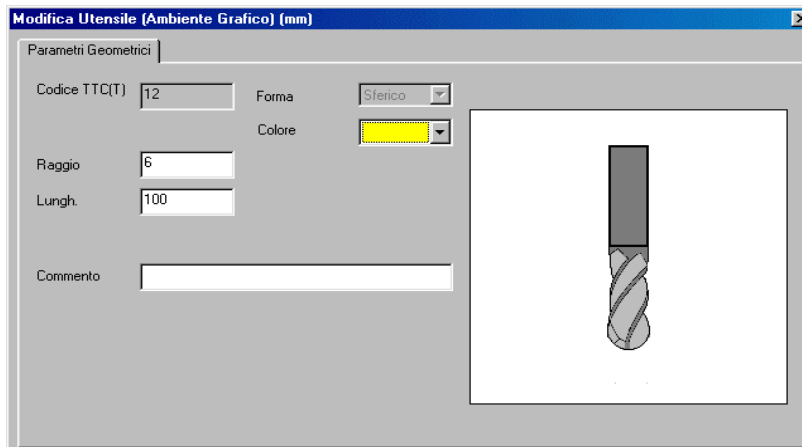 Modifica Utensile (Ambiente Grafico) (mm)
Parametri Geometrici
Codice TTC(T) 12 Forma Sferico
Colore
Raggio 6
Lungh. 100
Commento